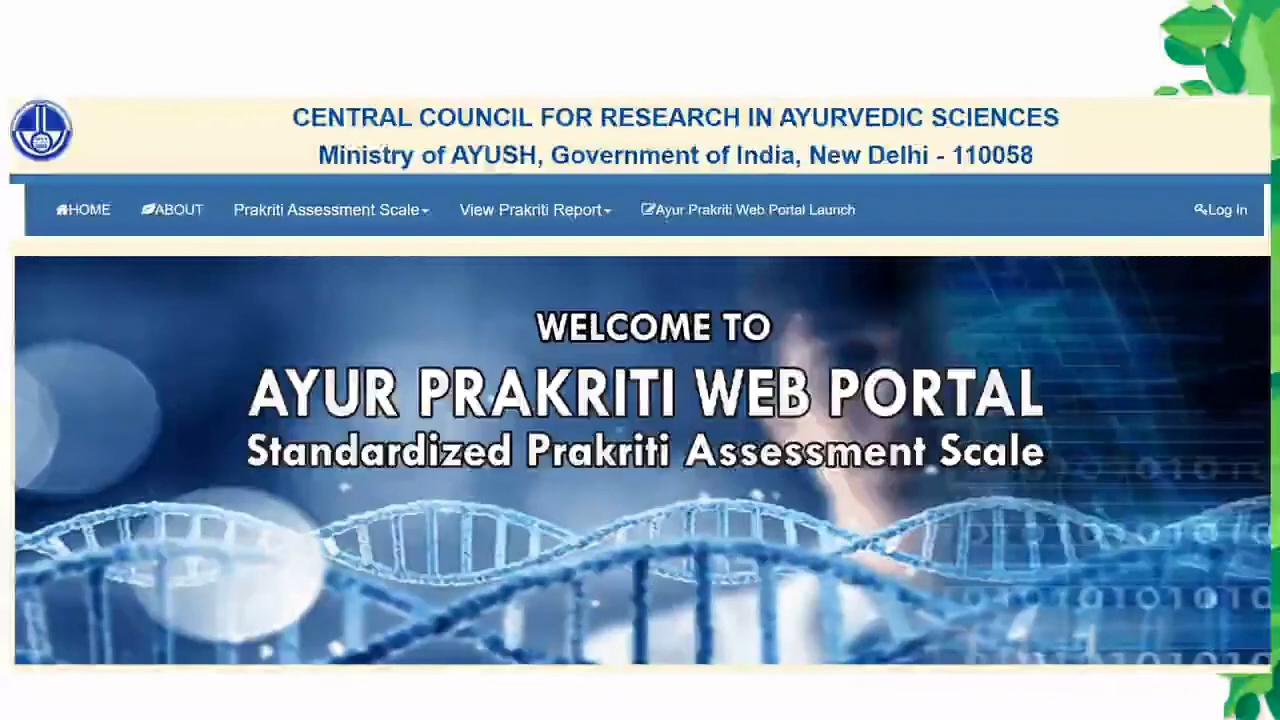 CENTRAL COUNCIL FOR RESEARCH IN AYURVEDIC SCIENCES
Ministry of AYUSH, Government of India, New Delhi - 110058
HOME ABOUT Prakriti Assessment Scale View Prakriti Report Ayur Prakriti Web Portal Launch Log In
WELCOME TO
AYUR PRAKRITI WEB PORTAL
Standardized Prakriti Assessment Scale